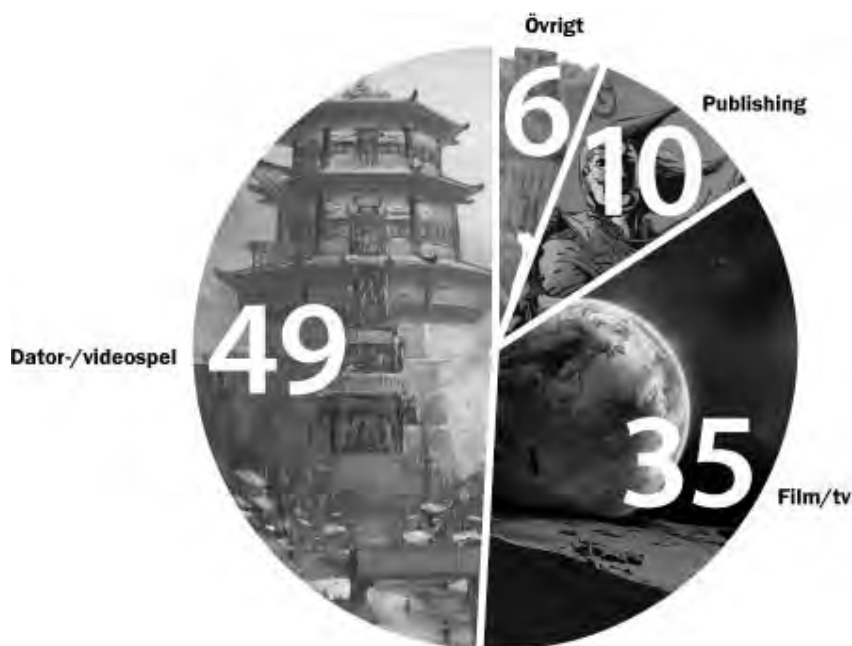 Övrigt
6
Publishing
10
49
Dator-/videospel
35
Film/tv